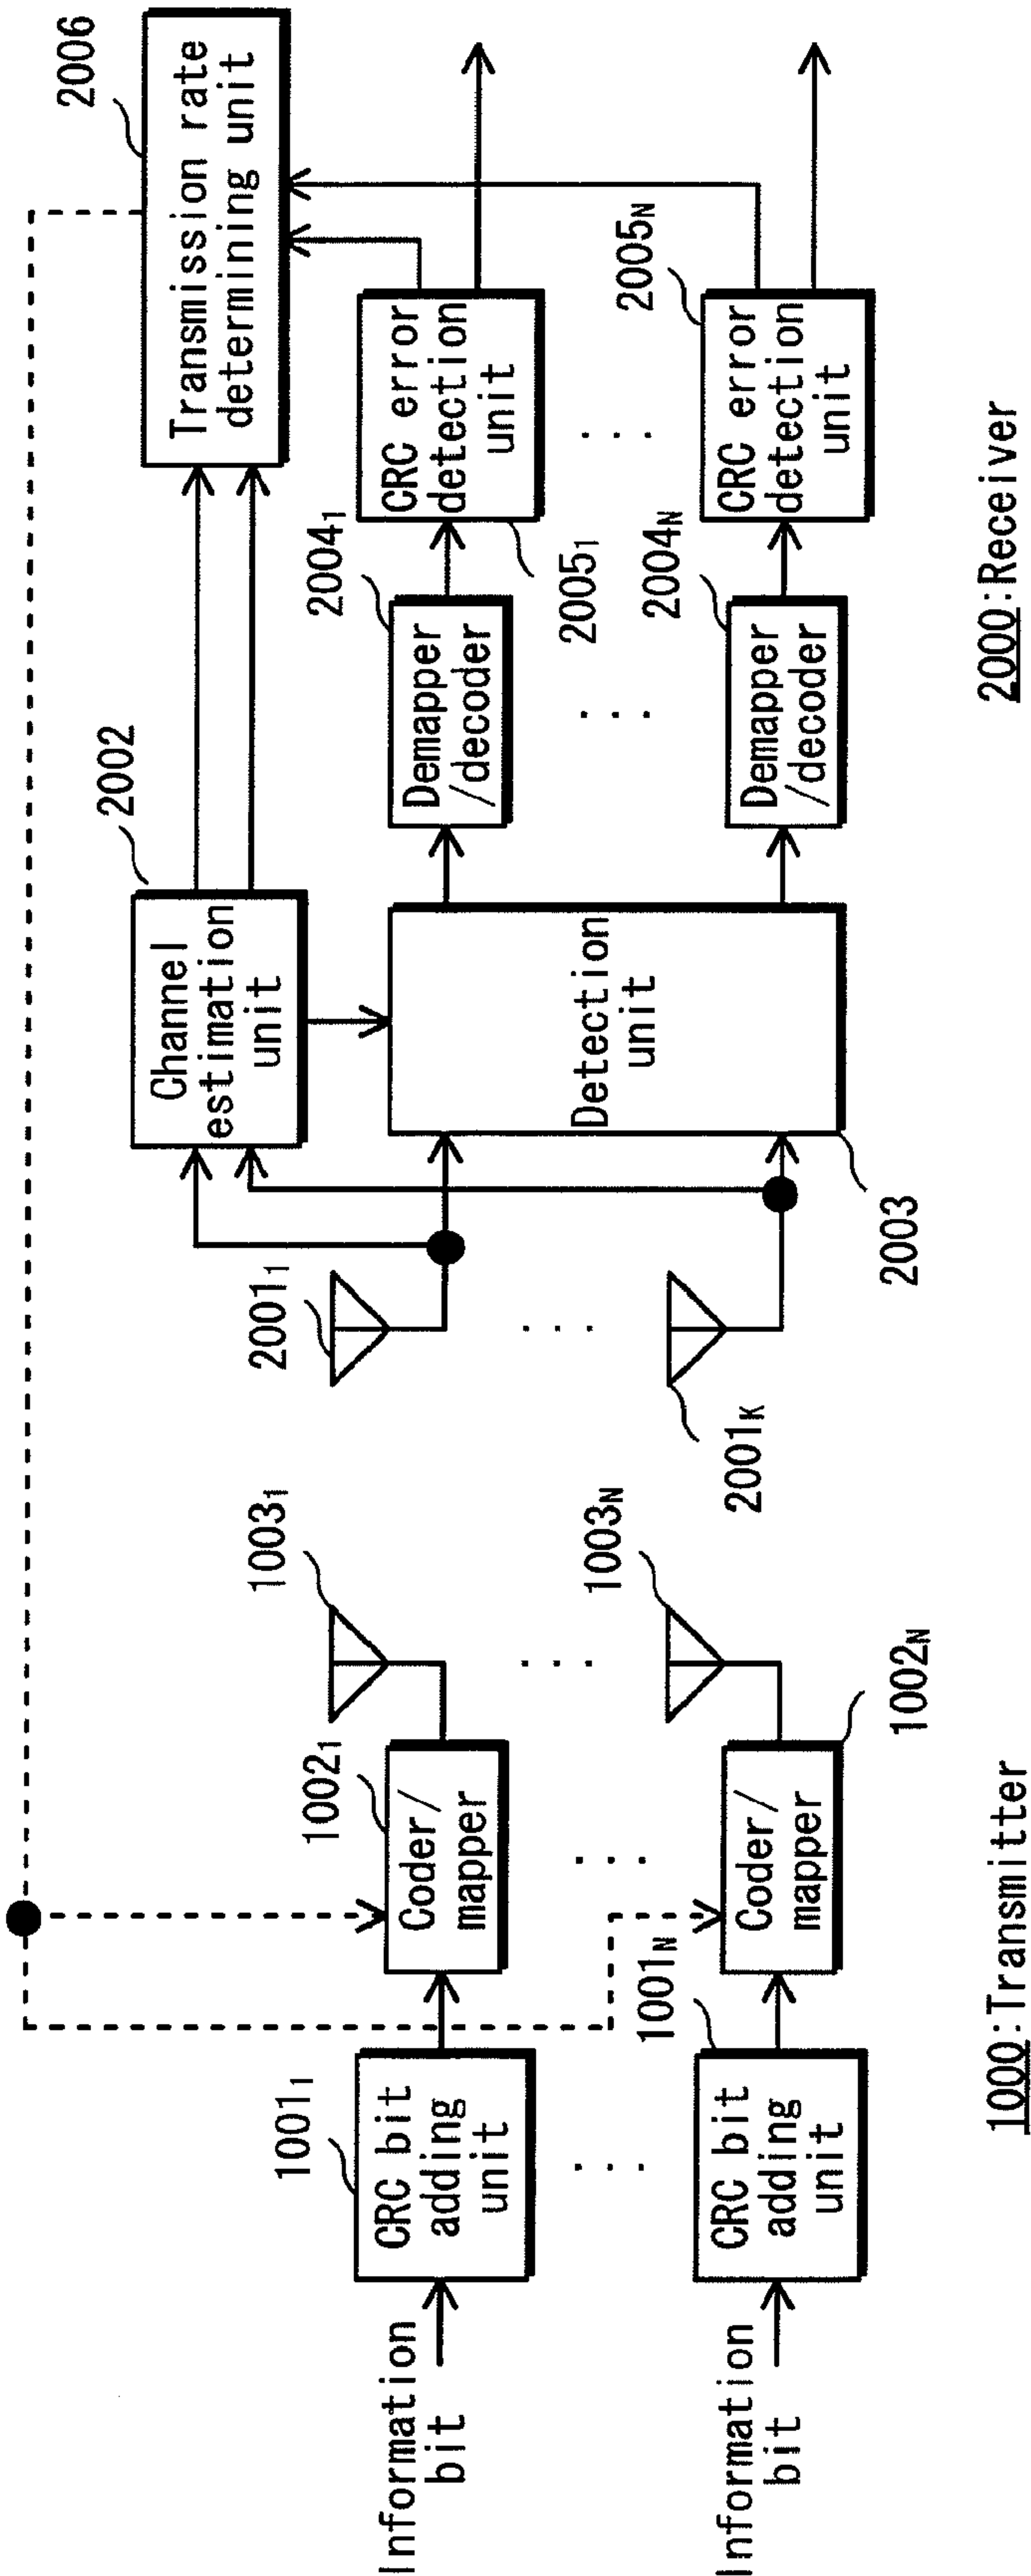 2006
Transmission rate
determining unit
2002
Channel
estimation
unit
1003₁
2001₁
1001₁
CRC bit
adding
unit
1002₁
Coder/
mapper
2004₁
Demapper
/decoder
CRC error
detection
unit
2005₁
Information
bit
...
...
...
...
Detection
unit
...
...
1003N
2001K
2004N
2005N
1001N
CRC bit
adding
unit
Coder/
mapper
1002N
Demapper
/decoder
CRC error
detection
unit
Information
bit
2003
1000:Transmitter
2000:Receiver